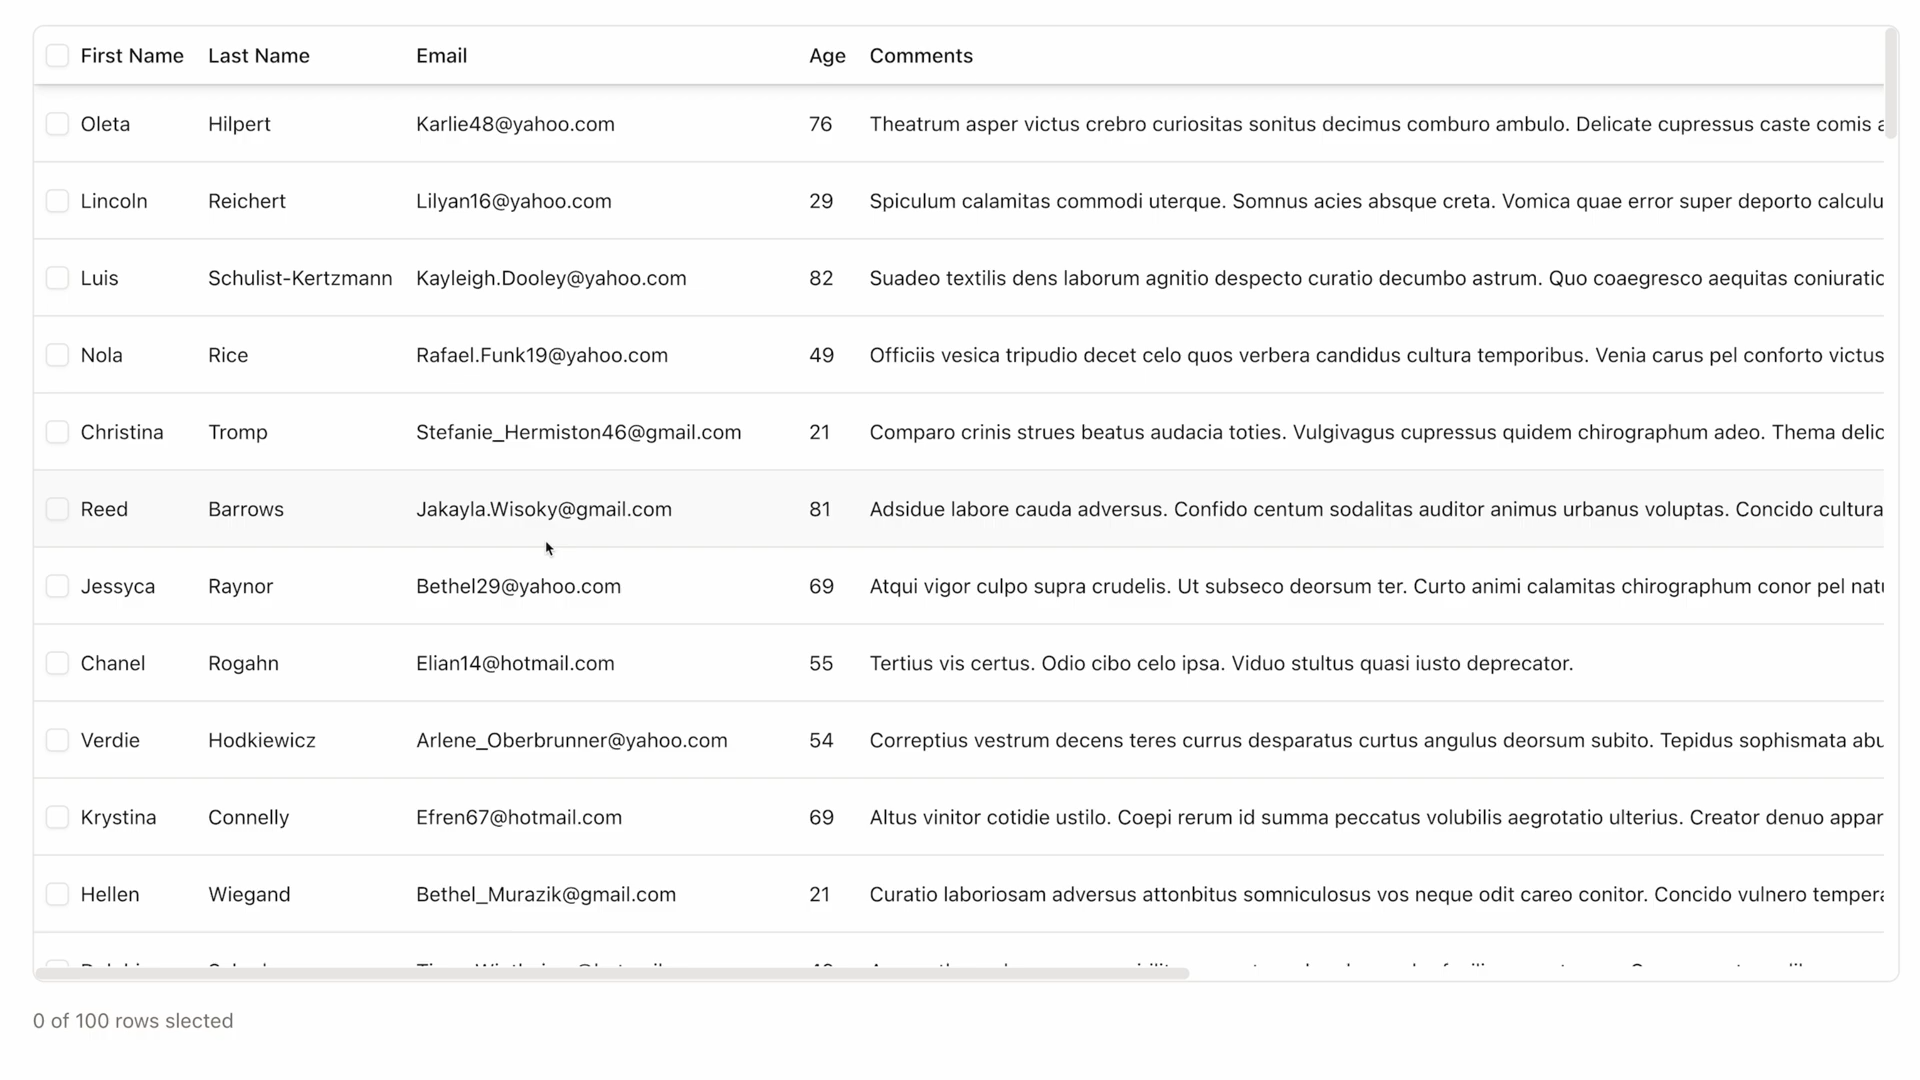 First Name Last Name Email Age Comments
Oleta Hilpert Karlie48@yahoo.com 76 Theatrum asper victus crebro curiositas sonitus decimus comburo ambulo. Delicate cupressus caste comis
Lincoln Reichert Lilyan16@yahoo.com 29 Spiculum calamitas commodi uterque. Somnus acies absque creta. Vomica quae error super deporto calculu
Luis Schulist-Kertzmann Kayleigh.Dooley@yahoo.com 82 Suadeo textilis dens laborum agnitio despecto curatio decumbo astrum. Quo coaegresco aequitas coniuratic
Nola Rice Rafael.Funk19@yahoo.com 49 Officiis vesica tripudio decet celo quos verbera candidus cultura temporibus. Venia carus pel conforto victus
Christina Tromp Stefanie_Hermiston46@gmail.com 21 Comparo crinis strues beatus audacia toties. Vulgivagus cupressus quidem chirographum adeo. Thema delic
Reed Barrows Jakayla.Wisoky@gmail.com 81 Adsidue labore cauda adversus. Confido centum sodalitas auditor animus urbanus voluptas. Concido cultura
Jessyca Raynor Bethel29@yahoo.com 69 Atqui vigor culpo supra crudelis. Ut subseco deorsum ter. Curto animi calamitas chirographum conor pel natu
Chanel Rogahn Elian14@hotmail.com 55 Tertius vis certus. Odio cibo celo ipsa. Viduo stultus quasi iusto deprecator.
Verdie Hodkiewicz Arlene_Oberbrunner@yahoo.com 54 Correptius vestrum decens teres currus desparatus curtus angulus deorsum subito. Tepidus sophismata abu
Krystina Connelly Efren67@hotmail.com 69 Altus vinitor cotidie ustilo. Coepi rerum id summa peccatus volubilis aegrotatio ulterius. Creator denuo appar
Hellen Wiegand Bethel_Murazik@gmail.com 21 Curatio laboriosam adversus attonbitus somniculosus vos neque odit careo conitor. Concido vulnero tempera
0 of 100 rows slected